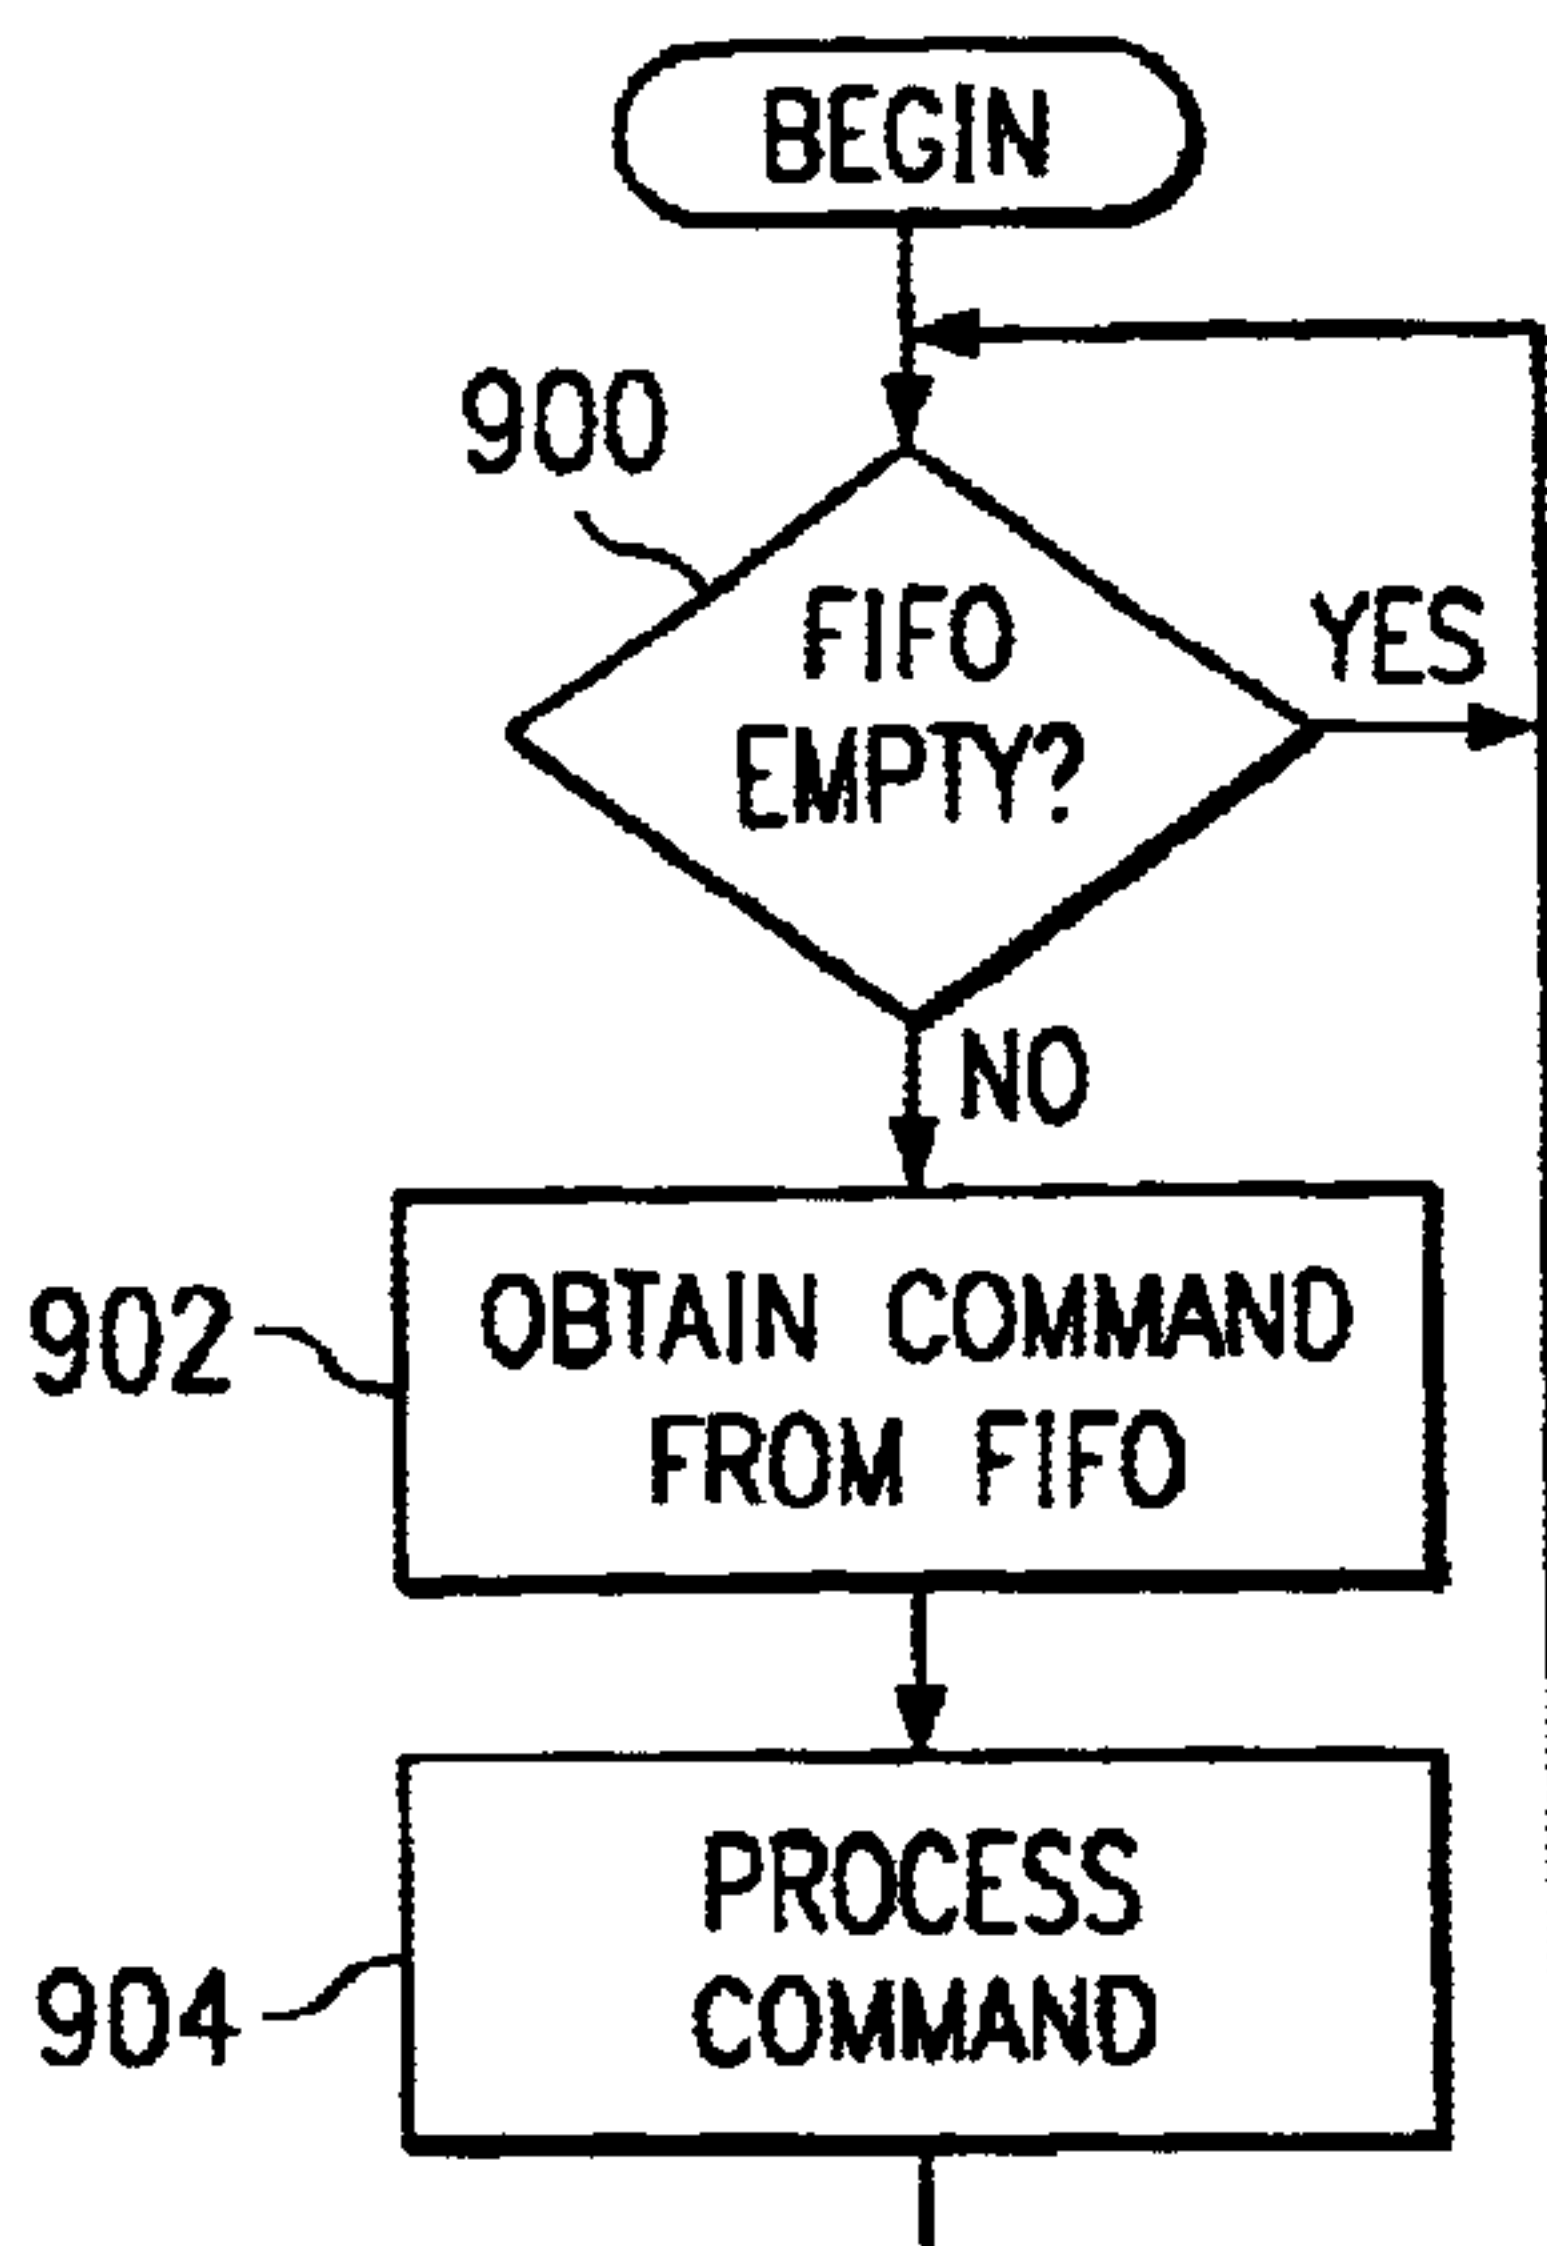 BEGIN
900
FIFO
EMPTY?
YES
NO
902
OBTAIN COMMAND
FROM FIFO
904
PROCESS
COMMAND